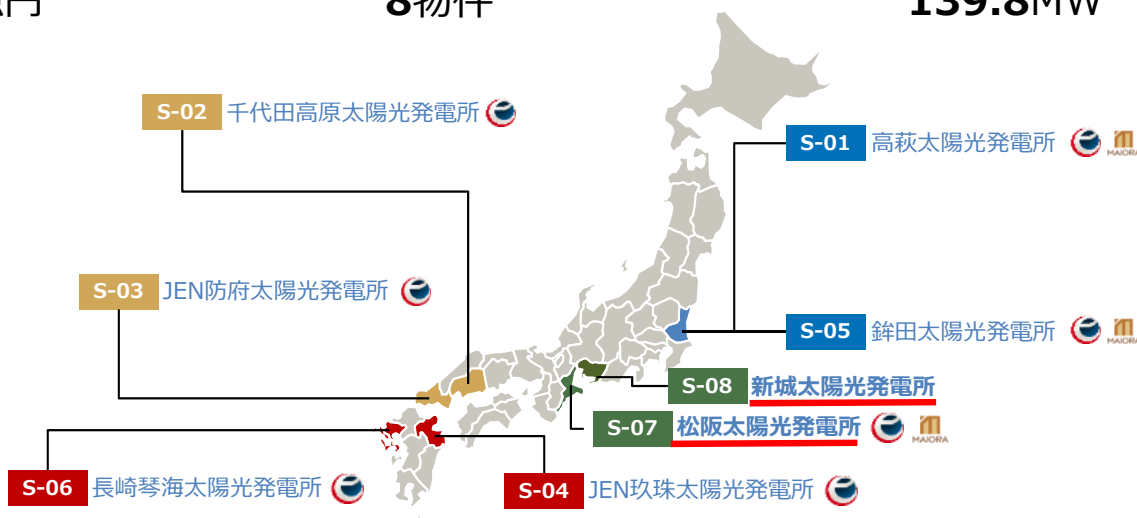 円
8物件
139.8MW
S-02 千代田高原太陽光発電所
S-01 高萩太陽光発電所
MAIORA
S-03 JEN防府太陽光発電所
S-05 鉾田太陽光発電所
MAIORA
S-08 新城太陽光発電所
S-07 松阪太陽光発電所
MAIORA
S-06 長崎琴海太陽光発電所
S-04 JEN玖珠太陽光発電所